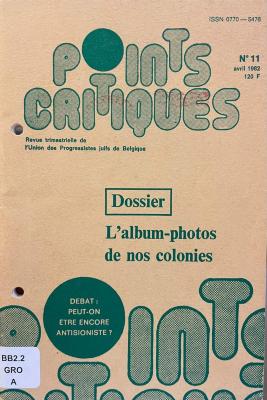 ISSN 0770-5476
POINTS
CRITIQUES
N° 11
avril 1982
120 F
Revue trimestrielle de
l'Union des Progressistes juifs de Belgique
Dossier
L'album-photos
de nos colonies
DEBAT :
PEUT-ON
ETRE ENCORE
ANTISIONISTE ?
BB2.2
GRO
A
POINTS